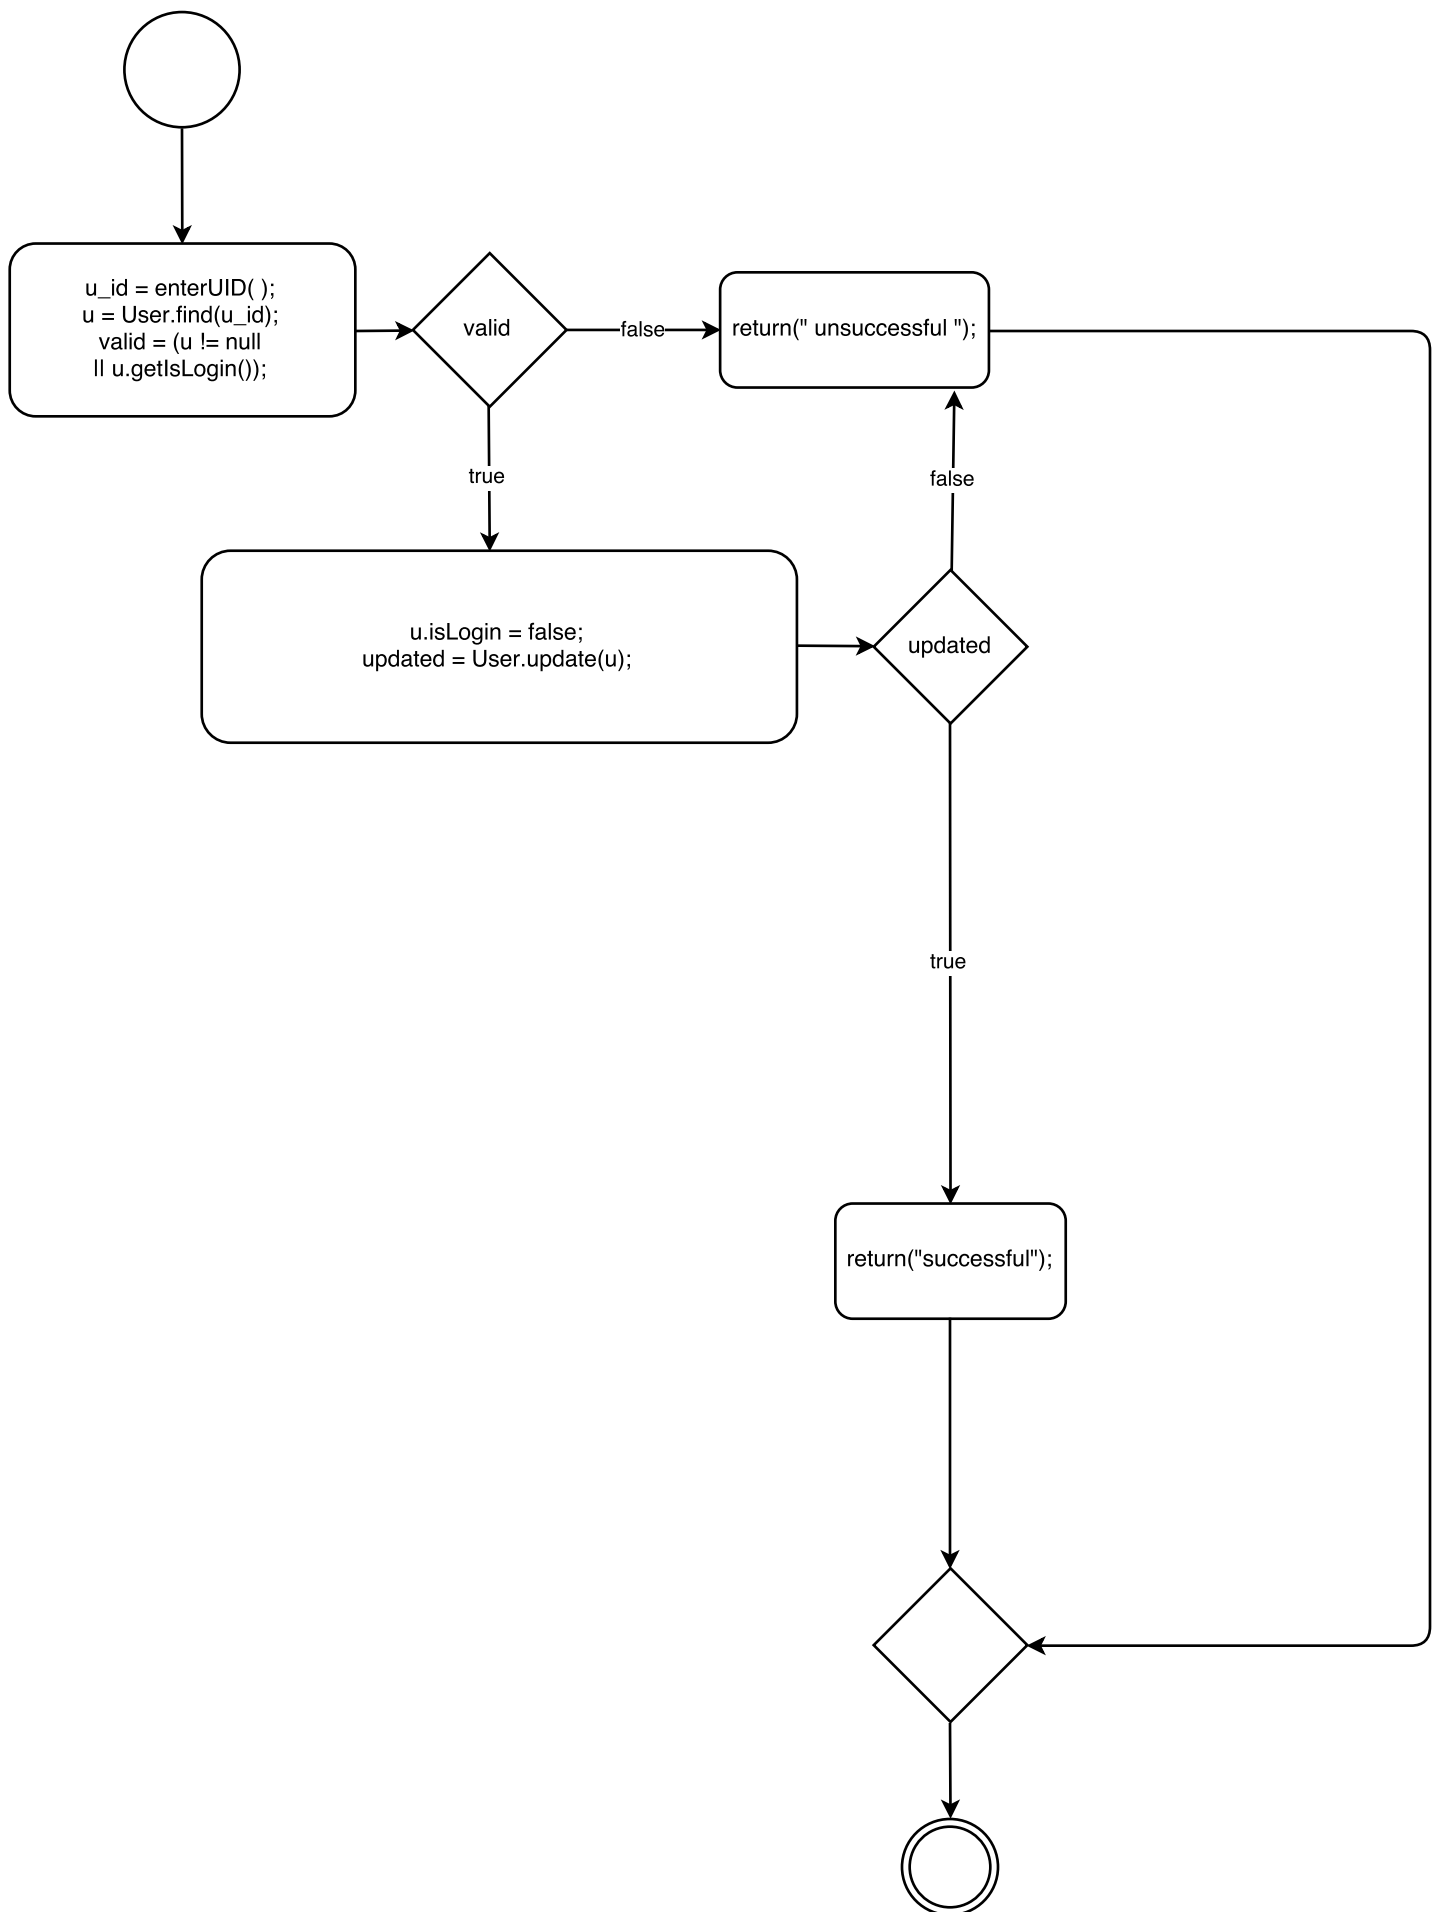 u_id = enterUID( );
u = User.find(u_id);
valid = (u != null
|| u.getIsLogin());
valid
false
return(" unsuccessful ");
true
false
u.isLogin = false;
updated = User.update(u);
updated
true
return("successful");